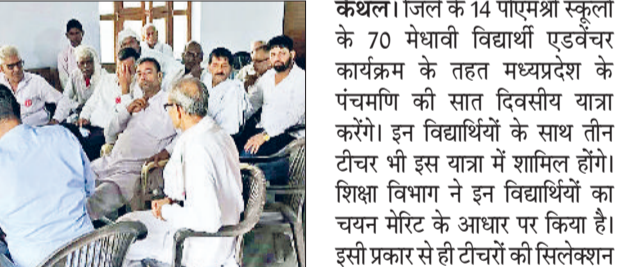 कैथल। जिले के 14 पीएमश्री स्कूलों
के 70 मेधावी विद्यार्थी एडवेंचर
कार्यक्रम के तहत मध्यप्रदेश के
पंचमणि की सात दिवसीय यात्रा
करेंगे। इन विद्यार्थियों के साथ तीन
टीचर भी इस यात्रा में शामिल होंगे।
शिक्षा विभाग ने इन विद्यार्थियों का
चयन मेरिट के आधार पर किया है।
इसी प्रकार से ही टीचरों की सिलेक्शन